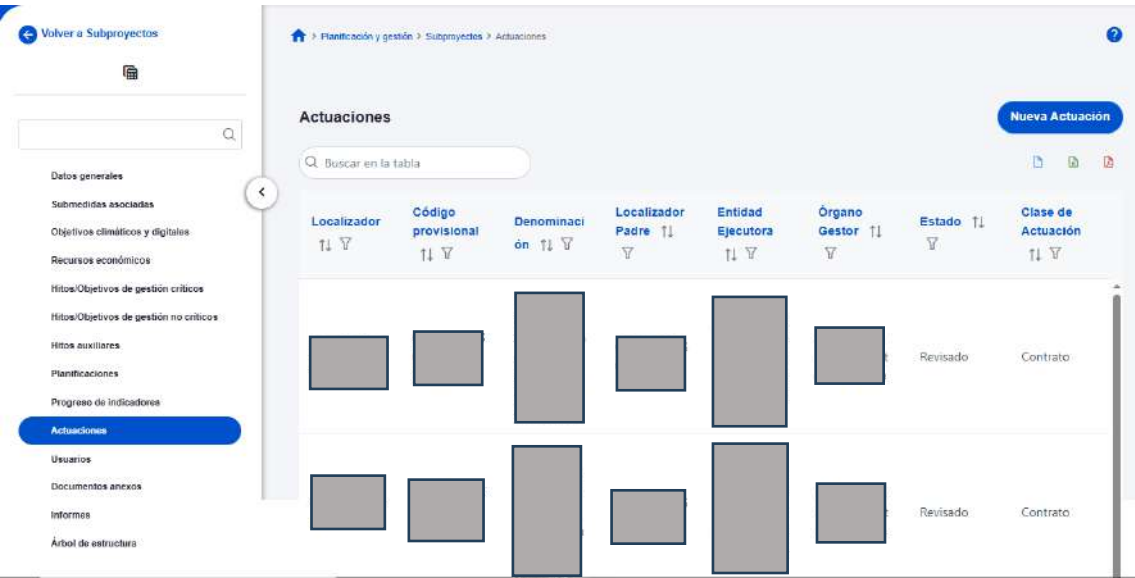 Volver a Subproyectos
> Planificación y gestión > Subproyectos > Actuaciones
?
Actuaciones
Nueva Actuación
Buscar en la tabla
Datos generales
Submedidas asociadas
Objetivos climáticos y digitales
Recursos económicos
Hitos/Objetivos de gestión críticos
Hitos/Objetivos de gestión no críticos
Hitos auxiliares
Planificaciones
Progreso de indicadores
Actuaciones
Usuarios
Documentos anexos
Informes
Árbol de estructura
Localizador
Código
provisional
Denominaci
ón
Localizador
Padre
Entidad
Ejecutora
Órgano
Gestor
Estado
Clase de
Actuación
Revisado
Contrato
Revisado
Contrato